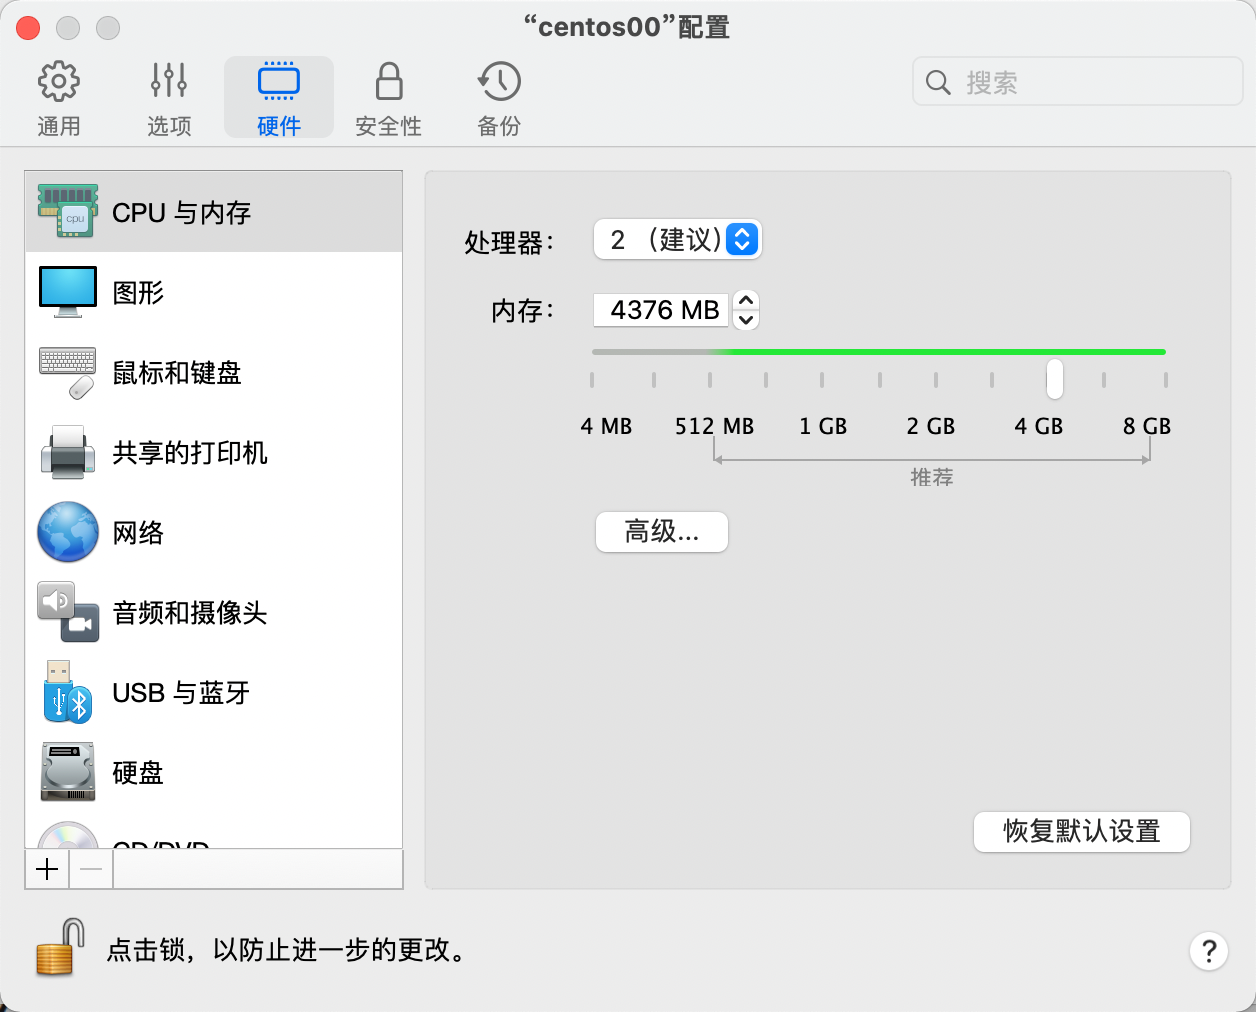 “centos00”配置
通用
选项
硬件
安全性
备份
搜索
cpu
CPU 与内存
图形
鼠标和键盘
共享的打印机
网络
音频和摄像头
USB 与蓝牙
硬盘
CD/DVD
处理器：
2 （建议）
内存：
4376 MB
4 MB 512 MB 1 GB 2 GB 4 GB 8 GB
推荐
高级...
恢复默认设置
点击锁，以防止进一步的更改。
?